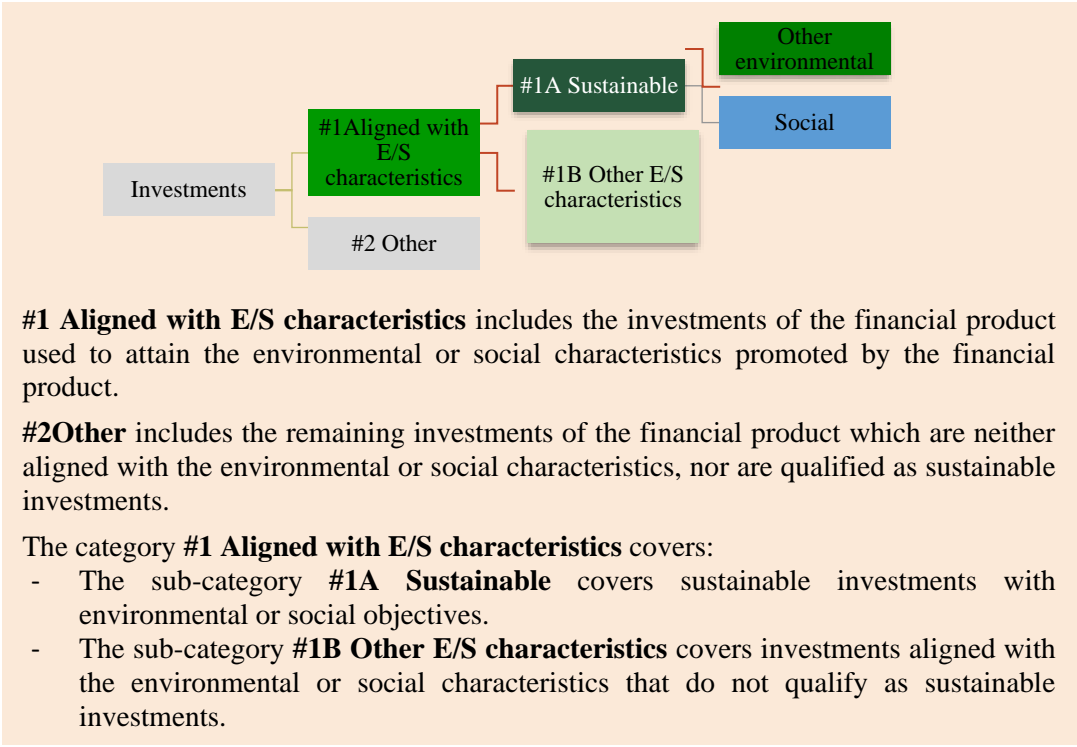 Other
environmental
#1A Sustainable
Social
#1Aligned with
E/S
characteristics
#1B Other E/S
characteristics
Investments
#2 Other
#1 Aligned with E/S characteristics includes the investments of the financial product
used to attain the environmental or social characteristics promoted by the financial
product.
#2Other includes the remaining investments of the financial product which are neither
aligned with the environmental or social characteristics, nor are qualified as sustainable
investments.
The category #1 Aligned with E/S characteristics covers:
- The sub-category #1A Sustainable covers sustainable investments with
environmental or social objectives.
- The sub-category #1B Other E/S characteristics covers investments aligned with
the environmental or social characteristics that do not qualify as sustainable
investments.